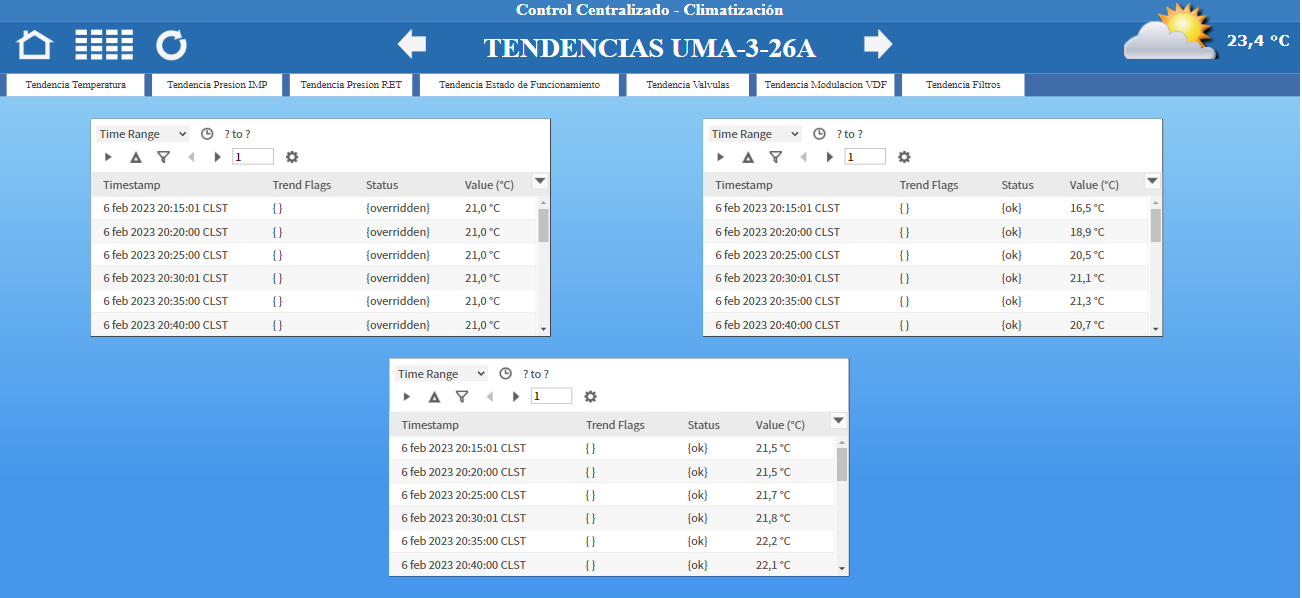 Control Centralizado - Climatización
TENDENCIAS UMA-3-26A
23,4 °C
Tendencia Temperatura Tendencia Presion IMP Tendencia Presion RET Tendencia Estado de Funcionamiento Tendencia Valvulas Tendencia Modulacion VDF Tendencia Filtros
Time Range ? to ?
1
Timestamp Trend Flags Status Value (°C)
6 feb 2023 20:15:01 CLST { } {overridden} 21,0 °C
6 feb 2023 20:20:00 CLST { } {overridden} 21,0 °C
6 feb 2023 20:25:00 CLST { } {overridden} 21,0 °C
6 feb 2023 20:30:01 CLST { } {overridden} 21,0 °C
6 feb 2023 20:35:00 CLST { } {overridden} 21,0 °C
6 feb 2023 20:40:00 CLST { } {overridden} 21,0 °C
Time Range ? to ?
1
Timestamp Trend Flags Status Value (°C)
6 feb 2023 20:15:01 CLST { } {ok} 16,5 °C
6 feb 2023 20:20:00 CLST { } {ok} 18,9 °C
6 feb 2023 20:25:00 CLST { } {ok} 20,5 °C
6 feb 2023 20:30:01 CLST { } {ok} 21,1 °C
6 feb 2023 20:35:00 CLST { } {ok} 21,3 °C
6 feb 2023 20:40:00 CLST { } {ok} 20,7 °C
Time Range ? to ?
1
Timestamp Trend Flags Status Value (°C)
6 feb 2023 20:15:01 CLST { } {ok} 21,5 °C
6 feb 2023 20:20:00 CLST { } {ok} 21,5 °C
6 feb 2023 20:25:00 CLST { } {ok} 21,7 °C
6 feb 2023 20:30:01 CLST { } {ok} 21,8 °C
6 feb 2023 20:35:00 CLST { } {ok} 22,2 °C
6 feb 2023 20:40:00 CLST { } {ok} 22,1 °C